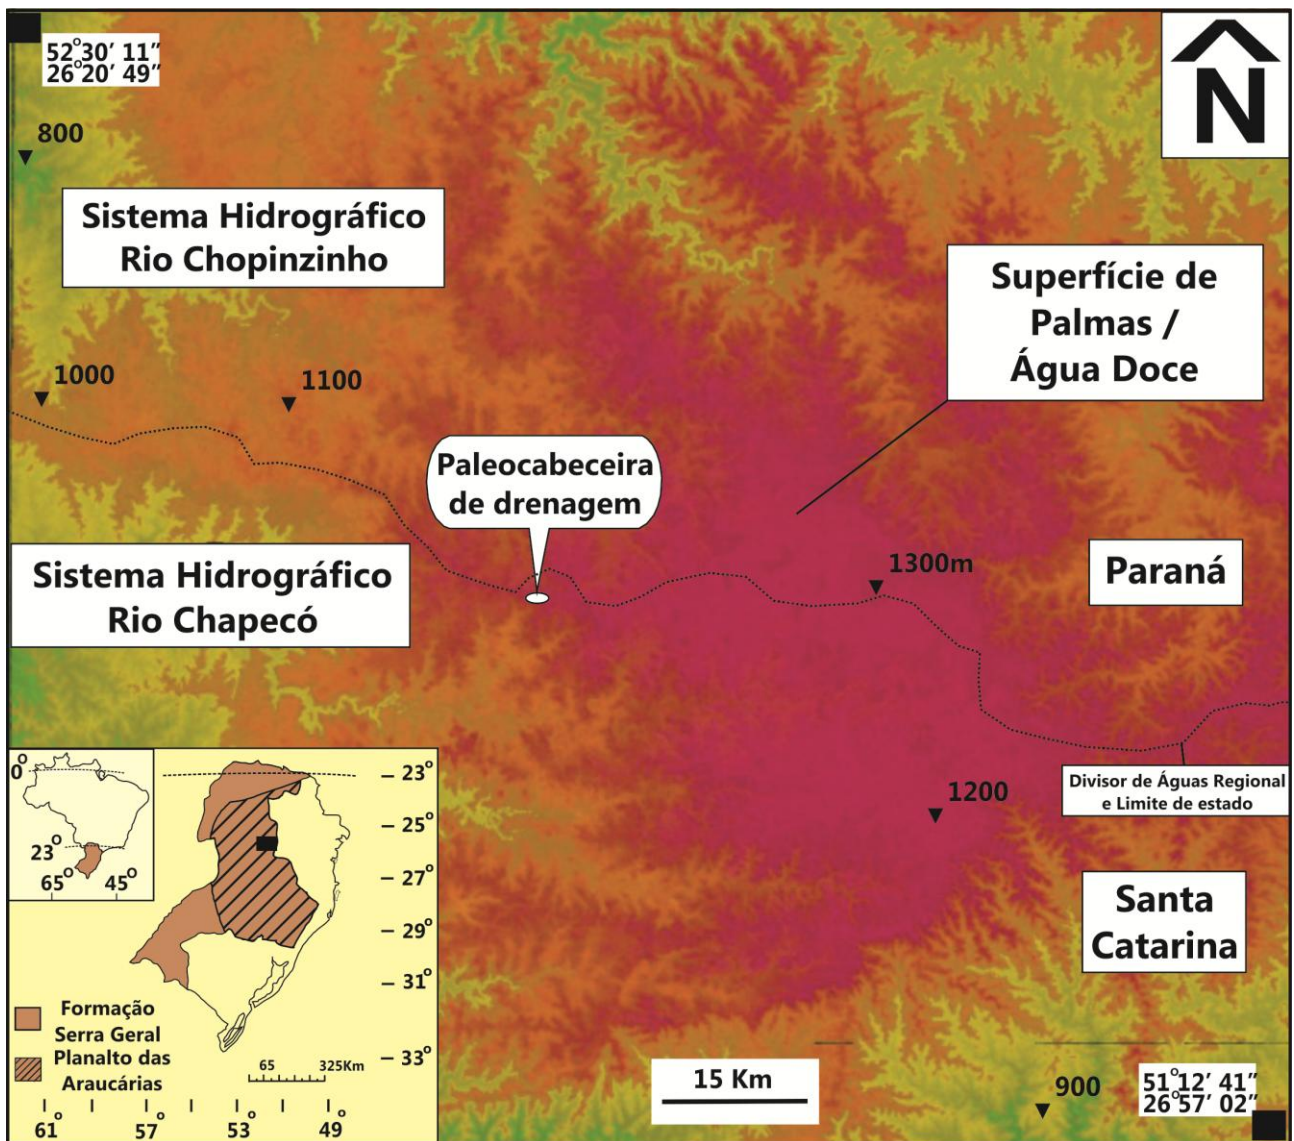 52°30' 11"
26°20' 49"
N
800
Sistema Hidrográfico
Rio Chopinzinho
Superfície de
Palmas /
Água Doce
1000
1100
Paleocabeceira
de drenagem
1300m
Paraná
Sistema Hidrográfico
Rio Chapecó
Divisor de Águas Regional
e Limite de estado
1200
Santa
Catarina
0°
23°
65°
45°
23°
25°
27°
29°
31°
33°
Formação
Serra Geral
Planalto das
Araucárias
65
325Km
61°
57°
53°
49°
15 Km
900
51°12' 41"
26°57' 02"